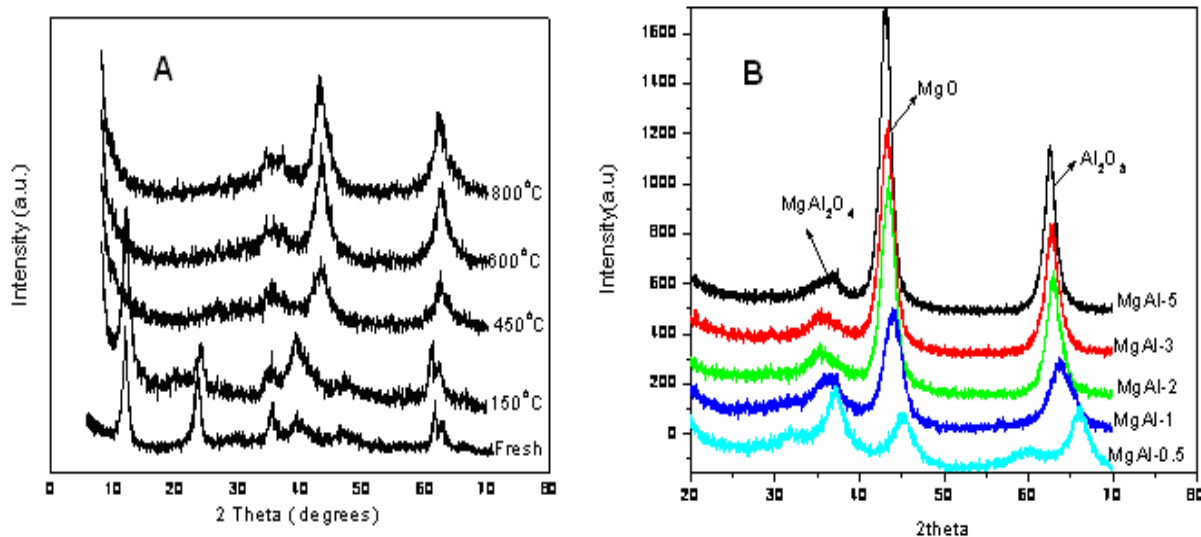 A
800°C
600°C
450°C
150°C
Fresh
Intensity (a.u.)
0 10 20 30 40 50 60 70 80
2 Theta (degrees)
B
MgO
Al₂O₃
MgAl₂O₄
MgAl-5
MgAl-3
MgAl-2
MgAl-1
MgAl-0.5
Intensity(a.u)
1600
1400
1200
1000
800
600
400
200
0
20 30 40 50 60 70 80
2theta